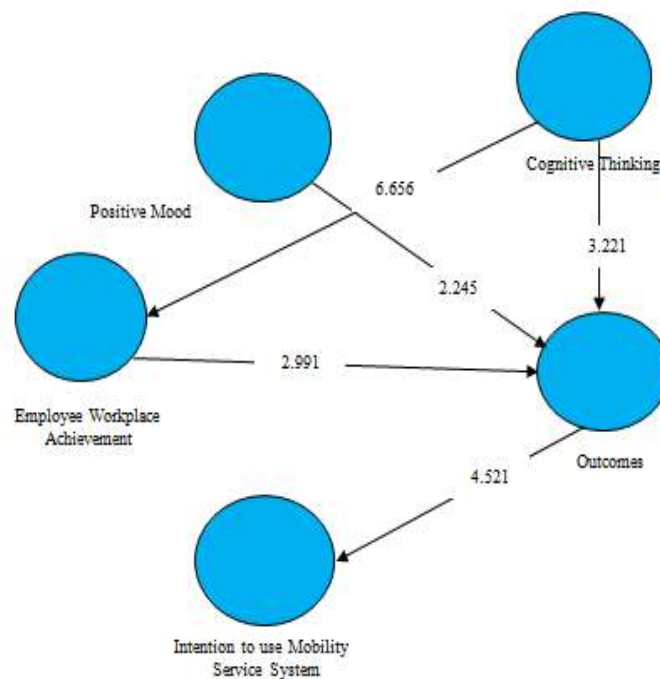 Cognitive Thinking
6.656
Positive Mood
3.221
2.245
2.991
Employee Workplace
Achievement
Outcomes
4.521
Intention to use Mobility
Service System